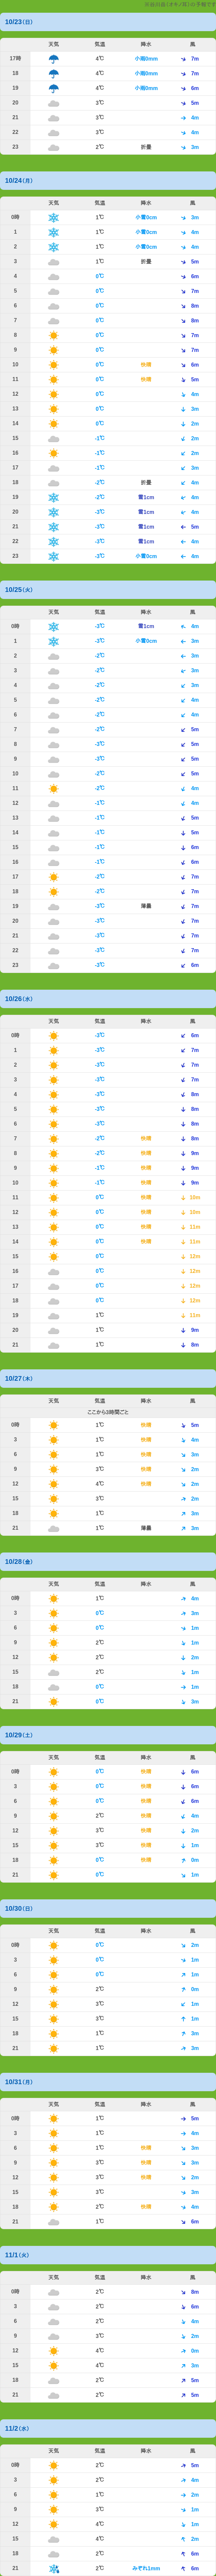 10/23(日)
天気 気温 降水 風
17時 4℃ 小雨0mm 7m
18 4℃ 小雨0mm 7m
19 4℃ 小雨0mm 6m
20 3℃ 5m
21 3℃ 4m
22 3℃ 4m
23 2℃ 折曇 3m
10/24(月)
天気 気温 降水 風
0時 1℃ 小雪0cm 3m
1 1℃ 小雪0cm 4m
2 1℃ 小雪0cm 4m
3 1℃ 折曇 5m
4 0℃ 6m
5 0℃ 7m
6 0℃ 8m
7 0℃ 8m
8 0℃ 7m
9 0℃ 7m
10 0℃ 快晴 6m
11 0℃ 快晴 5m
12 0℃ 4m
13 0℃ 3m
14 0℃ 2m
15 -1℃ 2m
16 -1℃ 2m
17 -1℃ 3m
18 -2℃ 折曇 4m
19 -2℃ 雪1cm 4m
20 -3℃ 雪1cm 4m
21 -3℃ 雪1cm 5m
22 -3℃ 雪1cm 4m
23 -3℃ 小雪0cm 4m
10/25(火)
天気 気温 降水 風
0時 -3℃ 雪1cm 4m
1 -3℃ 小雪0cm 3m
2 -2℃ 3m
3 -2℃ 3m
4 -2℃ 3m
5 -2℃ 4m
6 -2℃ 4m
7 -2℃ 5m
8 -3℃ 5m
9 -3℃ 5m
10 -2℃ 5m
11 -2℃ 4m
12 -1℃ 4m
13 -1℃ 5m
14 -1℃ 5m
15 -1℃ 6m
16 -1℃ 6m
17 -2℃ 7m
18 -2℃ 7m
19 -3℃ 薄曇 7m
20 -3℃ 7m
21 -3℃ 7m
22 -3℃ 7m
23 -3℃ 6m
10/26(水)
天気 気温 降水 風
0時 -3℃ 6m
1 -3℃ 7m
2 -3℃ 7m
3 -3℃ 7m
4 -3℃ 8m
5 -3℃ 8m
6 -3℃ 8m
7 -2℃ 快晴 8m
8 -2℃ 快晴 9m
9 -1℃ 快晴 9m
10 -1℃ 快晴 9m
11 0℃ 快晴 10m
12 0℃ 快晴 10m
13 0℃ 快晴 11m
14 0℃ 快晴 11m
15 0℃ 12m
16 0℃ 12m
17 0℃ 12m
18 0℃ 12m
19 1℃ 11m
20 1℃ 9m
21 1℃ 8m
10/27(木)
天気 気温 降水 風
ここから3時間ごと
0時 1℃ 快晴 5m
3 1℃ 快晴 4m
6 1℃ 快晴 3m
9 3℃ 快晴 2m
12 4℃ 快晴 2m
15 3℃ 2m
18 1℃ 3m
21 1℃ 薄曇 3m
10/28(金)
天気 気温 降水 風
0時 1℃ 4m
3 0℃ 3m
6 0℃ 1m
9 2℃ 1m
12 2℃ 2m
15 2℃ 1m
18 0℃ 1m
21 0℃ 3m
10/29(土)
天気 気温 降水 風
0時 0℃ 快晴 6m
3 0℃ 快晴 6m
6 0℃ 快晴 6m
9 2℃ 快晴 4m
12 3℃ 快晴 2m
15 3℃ 快晴 1m
18 0℃ 快晴 0m
21 0℃ 1m
10/30(日)
天気 気温 降水 風
0時 0℃ 2m
3 0℃ 1m
6 0℃ 1m
9 2℃ 0m
12 3℃ 1m
15 3℃ 1m
18 1℃ 3m
21 1℃ 3m
10/31(月)
天気 気温 降水 風
0時 1℃ 5m
3 1℃ 4m
6 1℃ 快晴 3m
9 3℃ 快晴 3m
12 3℃ 快晴 2m
15 3℃ 3m
18 2℃ 快晴 4m
21 1℃ 6m
11/1(火)
天気 気温 降水 風
0時 2℃ 8m
3 2℃ 6m
6 2℃ 4m
9 3℃ 2m
12 4℃ 0m
15 4℃ 3m
18 2℃ 5m
21 2℃ 5m
11/2(水)
天気 気温 降水 風
0時 2℃ 5m
3 2℃ 4m
6 1℃ 2m
9 3℃ 1m
12 4℃ 1m
15 4℃ 2m
18 2℃ 6m
21 2℃ みぞれ1mm 6m